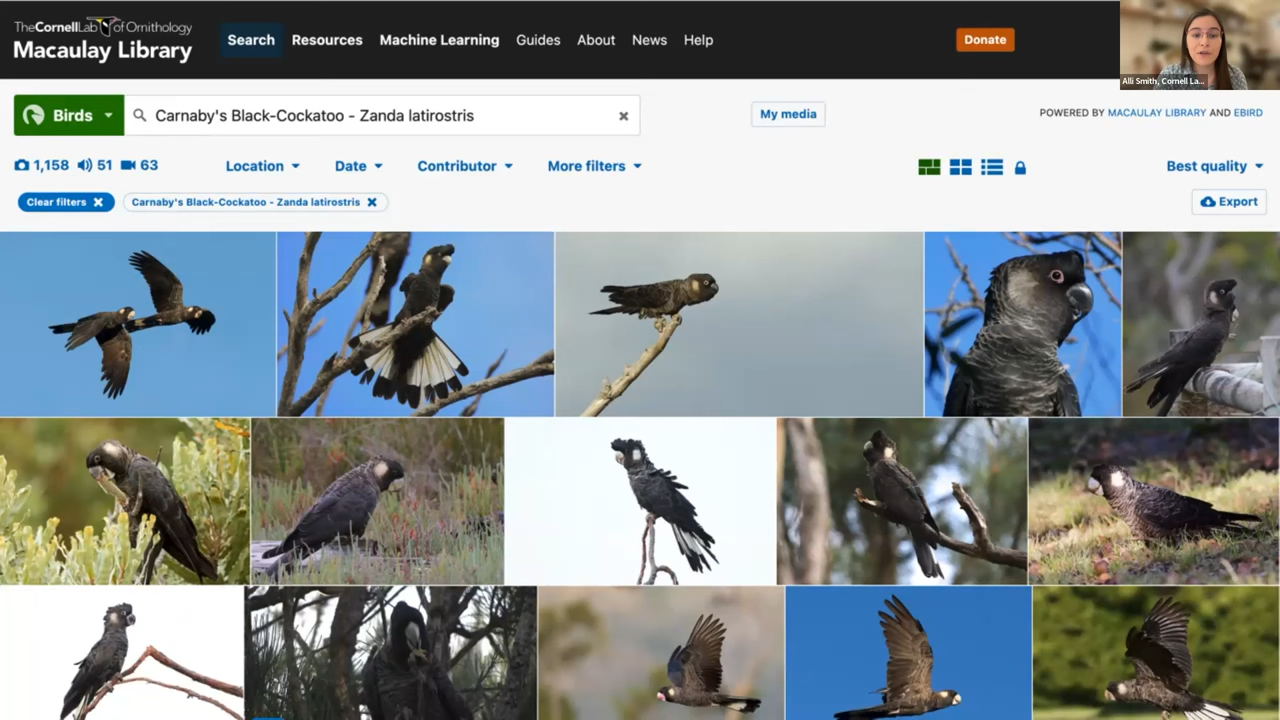 TheCornellLab of Ornithology
Macaulay Library
Search Resources Machine Learning Guides About News Help
Donate
Alli Smith, Cornell La...
Birds
Carnaby's Black-Cockatoo - Zanda latirostris
My media
POWERED BY MACAULAY LIBRARY AND EBIRD
1,158 51 63
Location Date Contributor More filters
Best quality
Clear filters
Carnaby's Black-Cockatoo - Zanda latirostris
Export